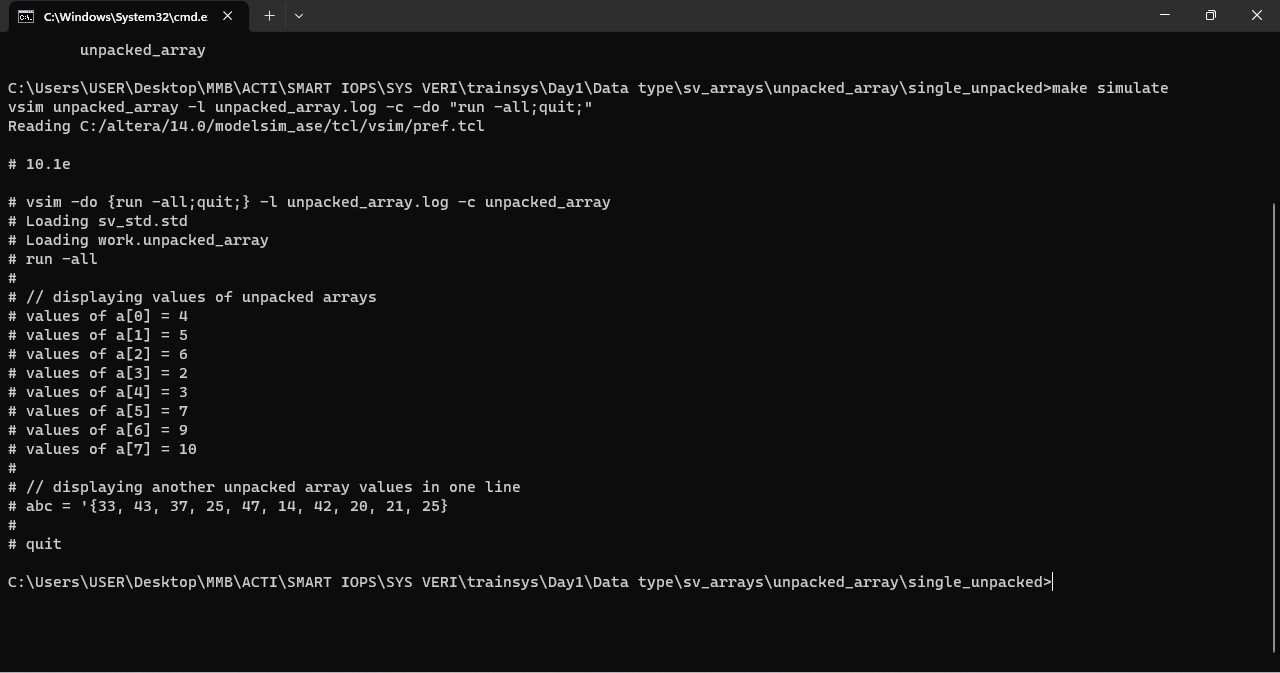 C:\Windows\System32\cmd.e
unpacked_array
C:\Users\USER\Desktop\MMB\ACTI\SMART IOPS\SYS VERI\trainsys\Day1\Data type\sv_arrays\unpacked_array\single_unpacked>make simulate
vsim unpacked_array -l unpacked_array.log -c -do "run -all;quit;"
Reading C:/altera/14.0/modelsim_ase/tcl/vsim/pref.tcl
# 10.1e
# vsim -do {run -all;quit;} -l unpacked_array.log -c unpacked_array
# Loading sv_std.std
# Loading work.unpacked_array
# run -all
#
# // displaying values of unpacked arrays
# values of a[0] = 4
# values of a[1] = 5
# values of a[2] = 6
# values of a[3] = 2
# values of a[4] = 3
# values of a[5] = 7
# values of a[6] = 9
# values of a[7] = 10
#
# // displaying another unpacked array values in one line
# abc = '{33, 43, 37, 25, 47, 14, 42, 20, 21, 25}
#
# quit
C:\Users\USER\Desktop\MMB\ACTI\SMART IOPS\SYS VERI\trainsys\Day1\Data type\sv_arrays\unpacked_array\single_unpacked>